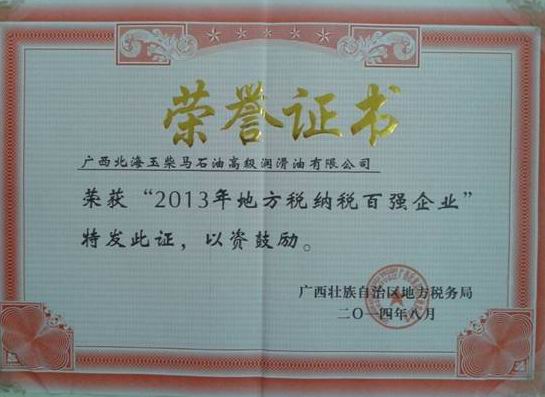 荣誉证书
广西北海玉柴马石油高级润滑油有限公司
荣获“2013年地方税纳税百强企业”
特发此证，以资鼓励。
广西壮族自治区地方税务局
二〇一四年八月